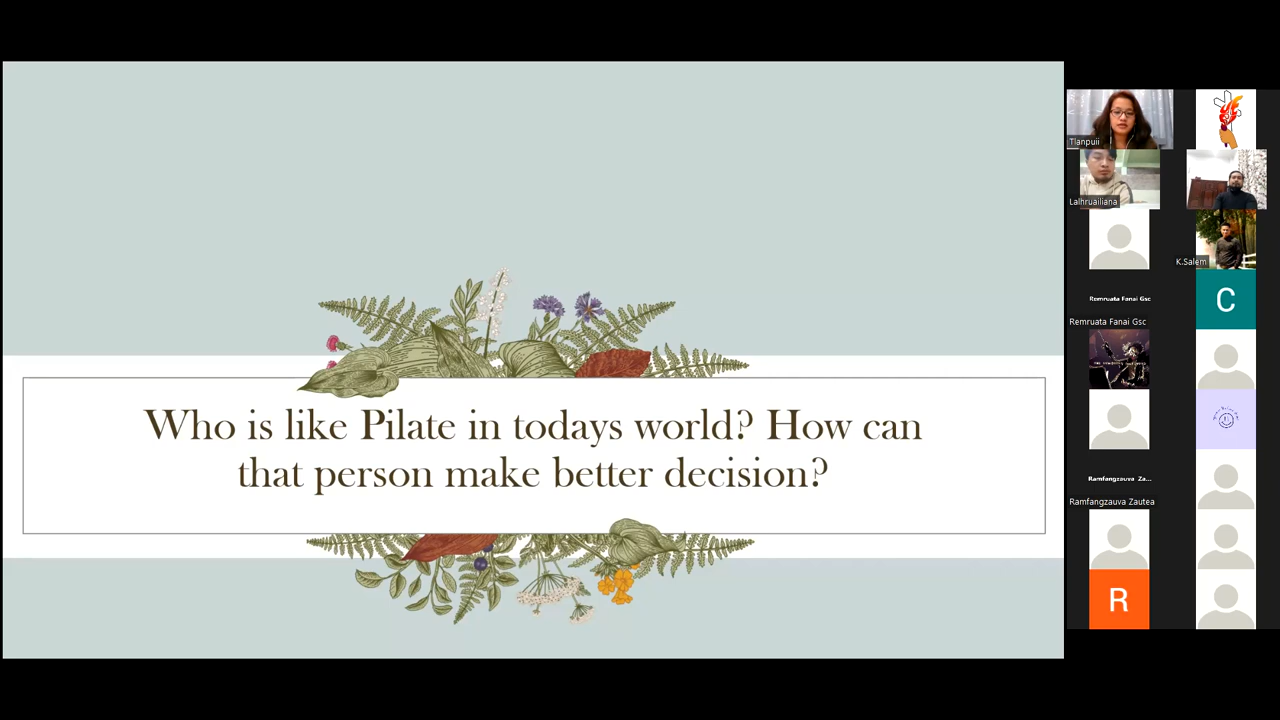 Who is like Pilate in todays world? How can
that person make better decision?
Tlanpuii
Lalhruailiana
K.Salem
Remruata Fanai Gsc
Remruata Fanai Gsc
C
Ramfangzauva Za...
Ramfangzauva Zautea
R